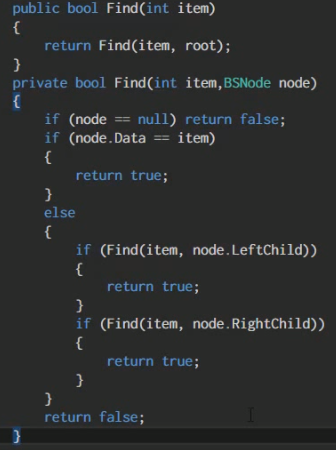 public bool Find(int item)
{
    return Find(item, root);
}
private bool Find(int item,BSNode node)
{
    if (node == null) return false;
    if (node.Data == item)
    {
        return true;
    }
    else
    {
        if (Find(item, node.LeftChild))
        {
            return true;
        }
        if (Find(item, node.RightChild))
        {
            return true;
        }
    }
    return false;
}